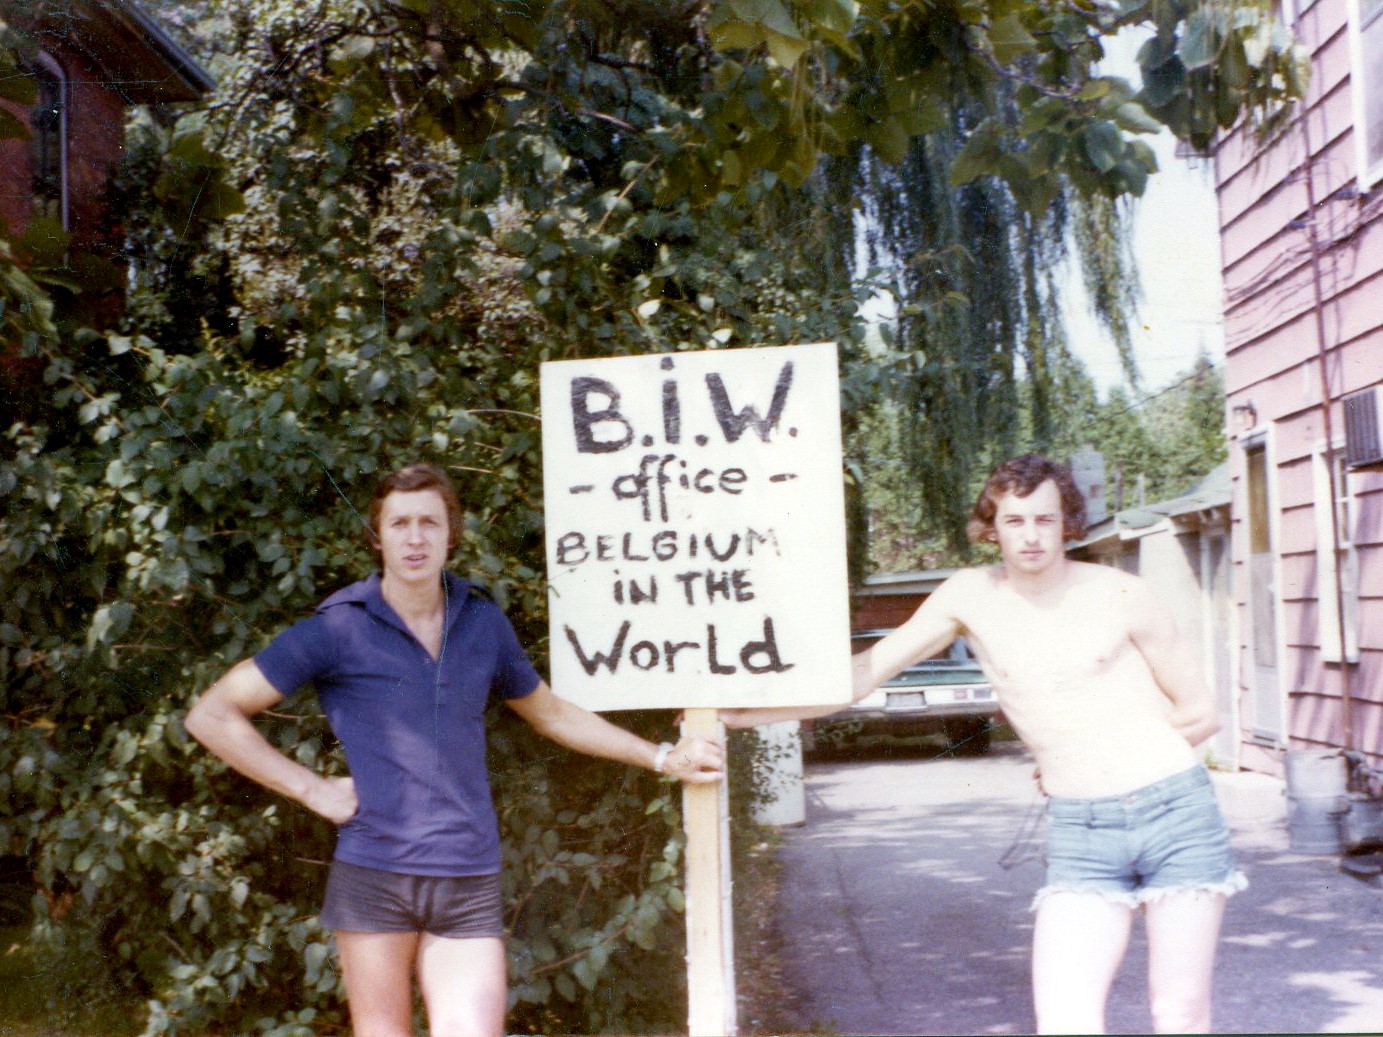 B.i.W.
- office -
BELGIUM
iN THE
WorLd